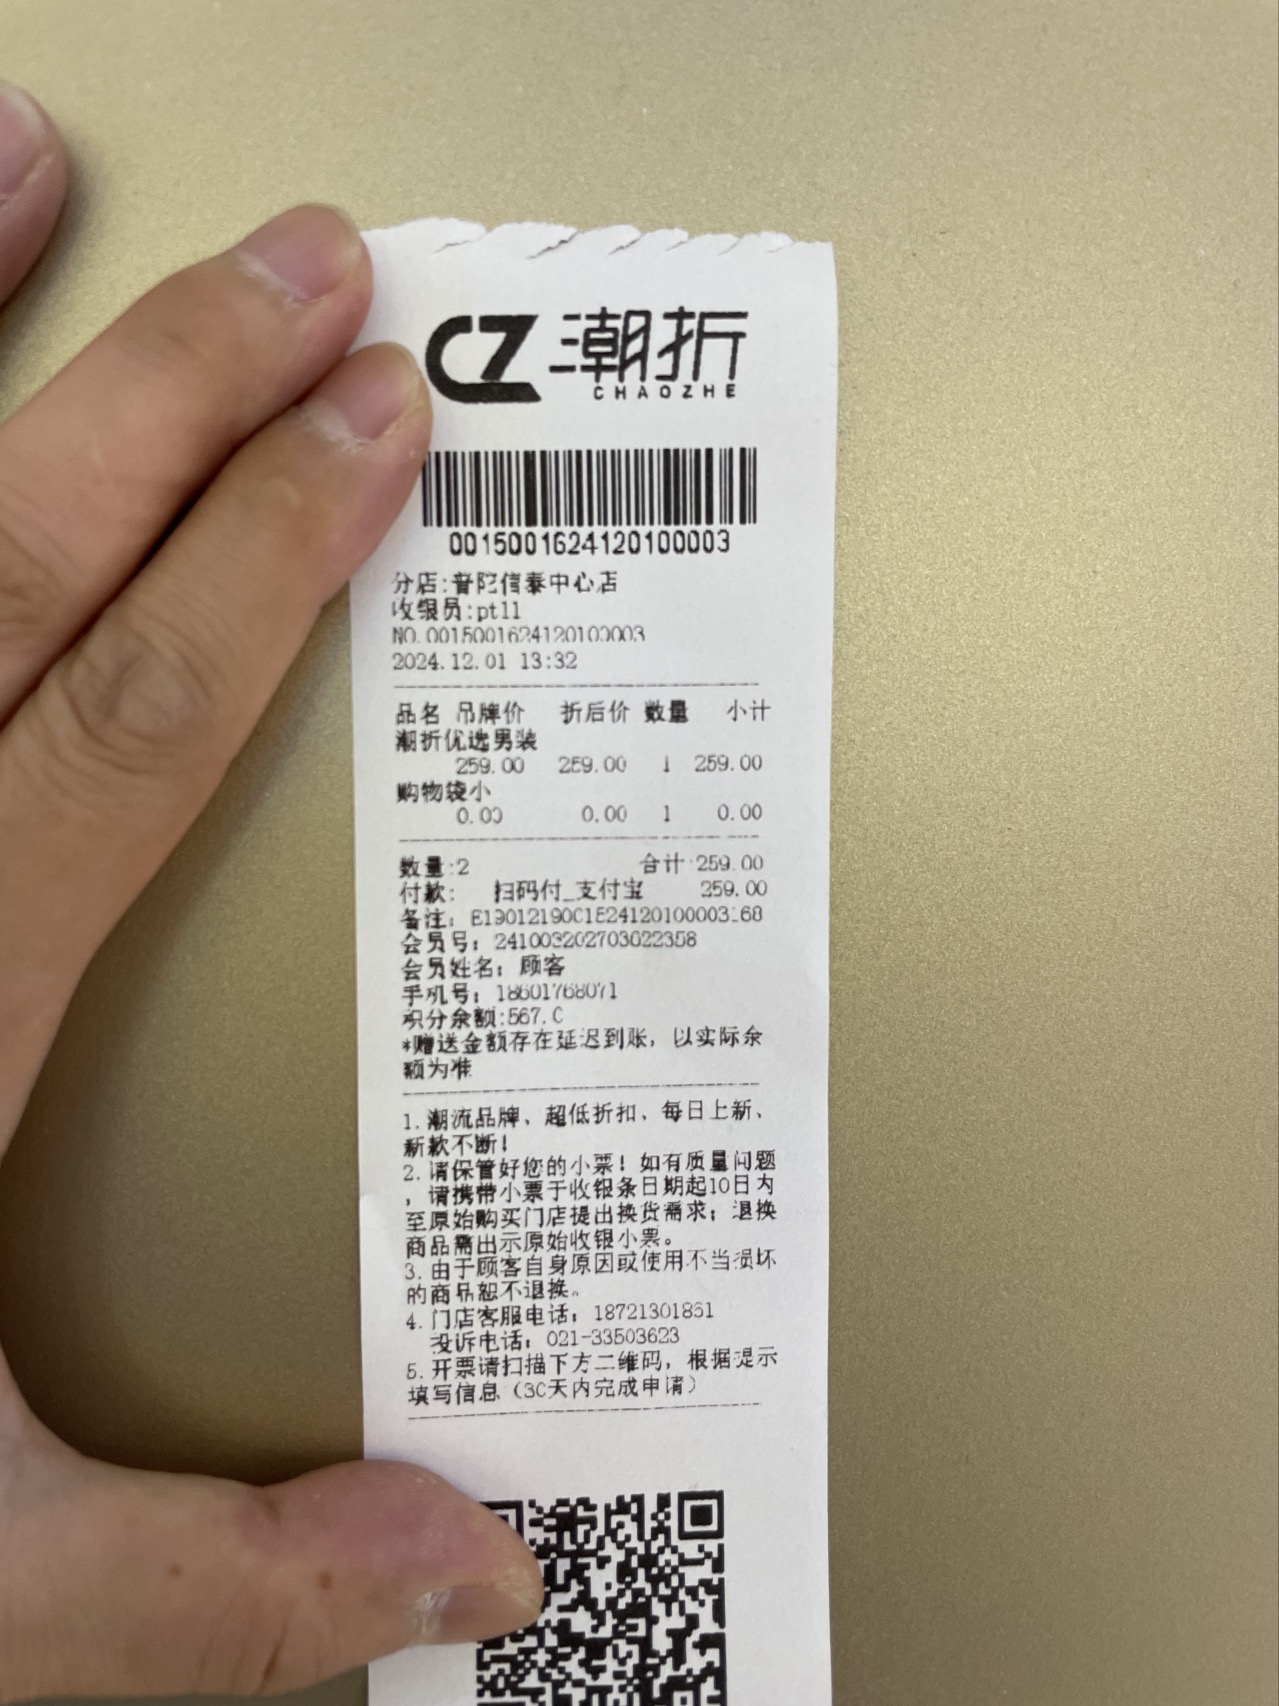 CZ 潮折
CHAOZHE
0015001624120100003
分店:普陀信泰中心店
收银员:pt11
NO.0015001624120100003
2024.12.01 13:32
品名 吊牌价 折后价 数量 小计
潮折优选男装
259.00 259.00 1 259.00
购物袋小
0.00 0.00 1 0.00
数量:2 合计:259.00
付款: 扫码付_支付宝 259.00
备注:
会员号: 241003202703022358
会员姓名: 顾客
手机号: 18601768071
积分余额:567.0
*赠送金额存在延迟到账, 以实际余
额为准
1.潮流品牌、超低折扣、每日上新、
新款不断!
2.请保管好您的小票!如有质量问题
,请携带小票于收银条日期起10日内
至原始购买门店提出换货需求; 退换
商品需出示原始收银小票。
3.由于顾客自身原因或使用不当损坏
的商品恕不退换。
4.门店客服电话: 18721301861
投诉电话: 021-33503623
5.开票请扫描下方二维码, 根据提示
填写信息(30天内完成申请)